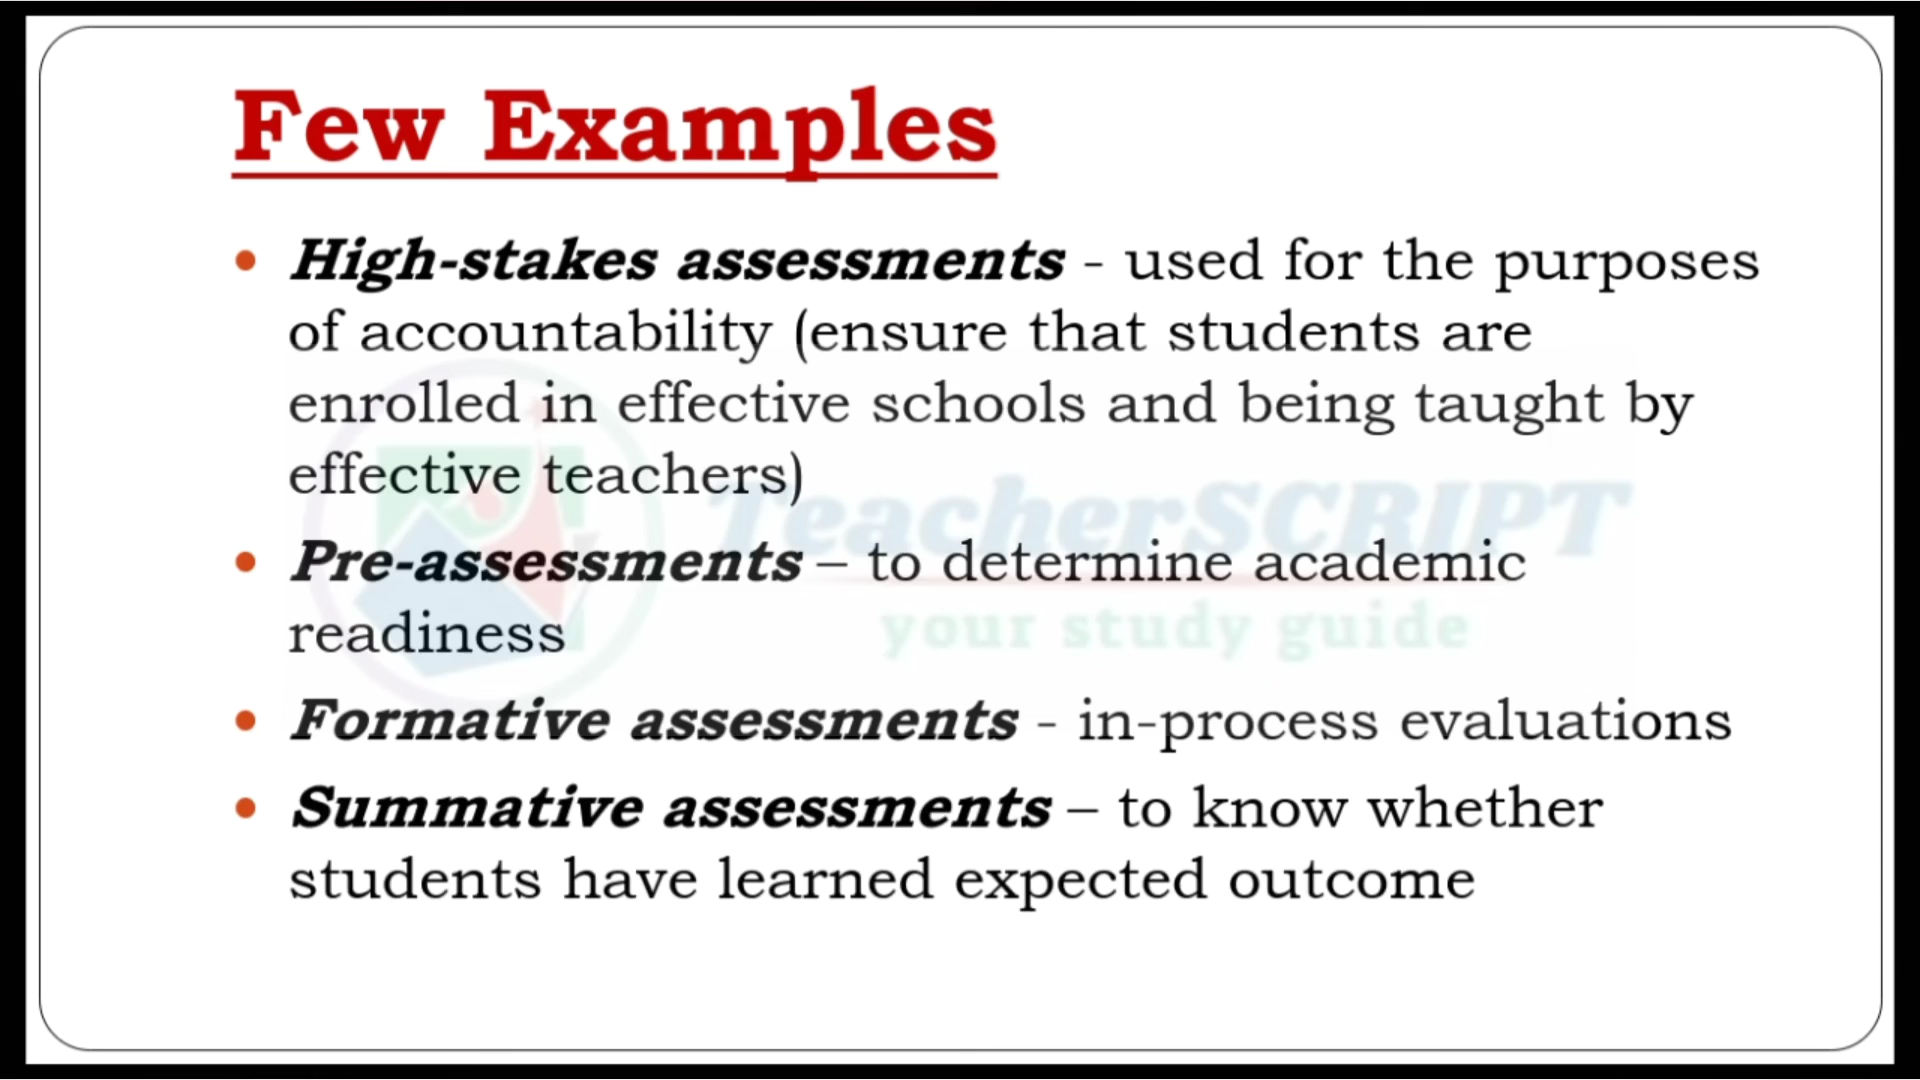 Few Examples
• High-stakes assessments - used for the purposes
of accountability (ensure that students are
enrolled in effective schools and being taught by
effective teachers)
TeacherSCRIPT
• Pre-assessments – to determine academic
readiness
your study guide
• Formative assessments - in-process evaluations
• Summative assessments – to know whether
students have learned expected outcome